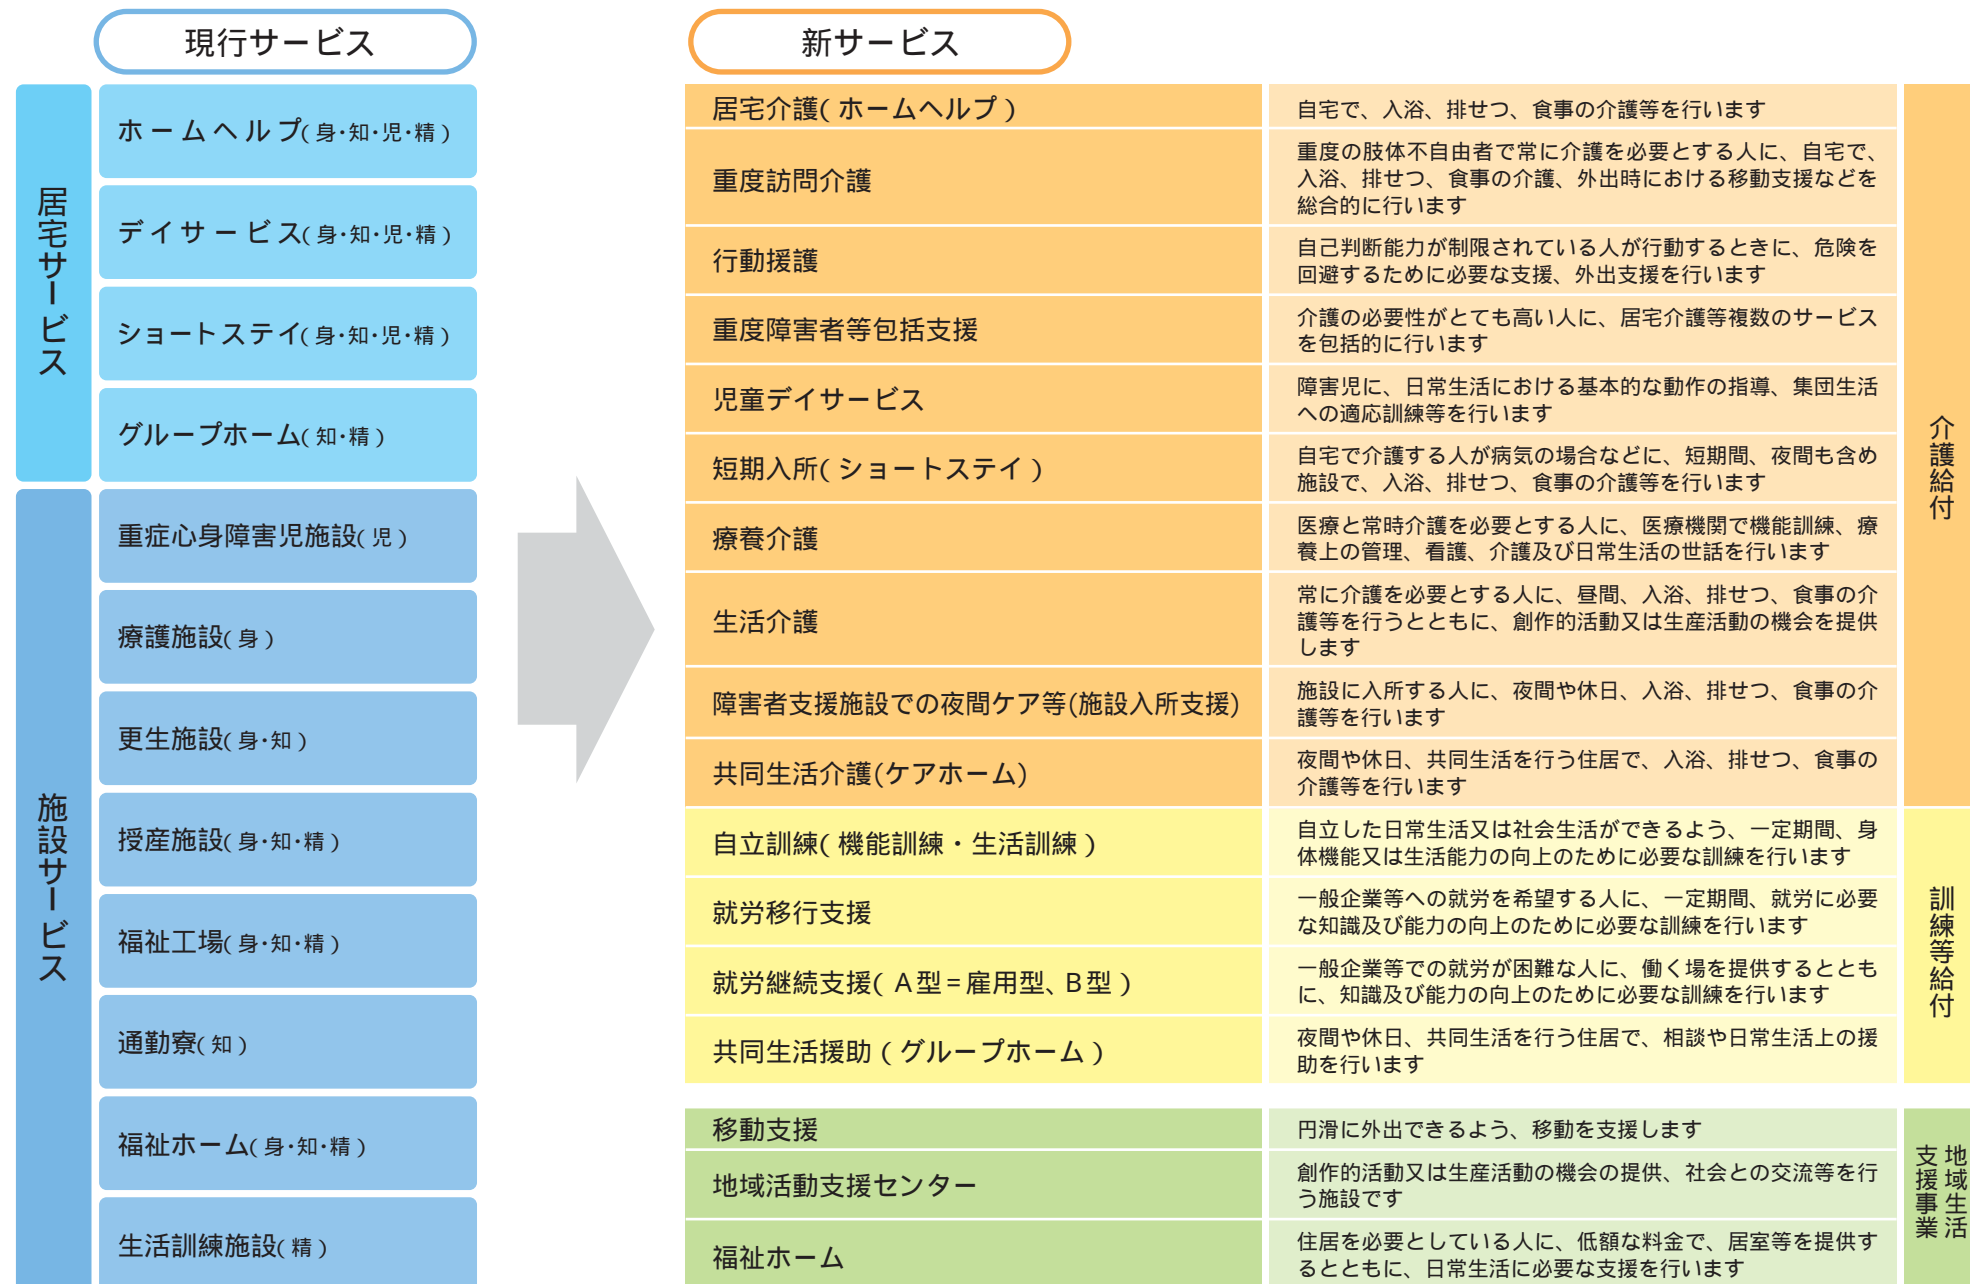 現行サービス
居宅サービス
ホームヘルプ(身・知・児・精)
デイサービス(身・知・児・精)
ショートステイ(身・知・児・精)
グループホーム(知・精)
施設サービス
重症心身障害児施設(児)
療護施設(身)
更生施設(身・知)
授産施設(身・知・精)
福祉工場(身・知・精)
通勤寮(知)
福祉ホーム(身・知・精)
生活訓練施設(精)
新サービス
居宅介護(ホームヘルプ)
自宅で、入浴、排せつ、食事の介護等を行います
重度訪問介護
重度の肢体不自由者で常に介護を必要とする人に、自宅で、
入浴、排せつ、食事の介護、外出時における移動支援などを
総合的に行います
行動援護
自己判断能力が制限されている人が行動するときに、危険を
回避するために必要な支援、外出支援を行います
重度障害者等包括支援
介護の必要性がとても高い人に、居宅介護等複数のサービス
を包括的に行います
児童デイサービス
障害児に、日常生活における基本的な動作の指導、集団生活
への適応訓練等を行います
短期入所(ショートステイ)
自宅で介護する人が病気の場合などに、短期間、夜間も含め
施設で、入浴、排せつ、食事の介護等を行います
療養介護
医療と常時介護を必要とする人に、医療機関で機能訓練、療
養上の管理、看護、介護及び日常生活の世話を行います
生活介護
常に介護を必要とする人に、昼間、入浴、排せつ、食事の介
護等を行うとともに、創作的活動又は生産活動の機会を提供
します
障害者支援施設での夜間ケア等(施設入所支援)
施設に入所する人に、夜間や休日、入浴、排せつ、食事の介
護等を行います
共同生活介護(ケアホーム)
夜間や休日、共同生活を行う住居で、入浴、排せつ、食事の
介護等を行います
介護給付
自立訓練(機能訓練・生活訓練)
自立した日常生活又は社会生活ができるよう、一定期間、身
体機能又は生活能力の向上のために必要な訓練を行います
就労移行支援
一般企業等への就労を希望する人に、一定期間、就労に必要
な知識及び能力の向上のために必要な訓練を行います
就労継続支援(A型=雇用型、B型)
一般企業等での就労が困難な人に、働く場を提供するととも
に、知識及び能力の向上のために必要な訓練を行います
共同生活援助(グループホーム)
夜間や休日、共同生活を行う住居で、相談や日常生活上の援
助を行います
訓練等給付
移動支援
円滑に外出できるよう、移動を支援します
地域活動支援センター
創作的活動又は生産活動の機会の提供、社会との交流等を行
う施設です
福祉ホーム
住居を必要としている人に、低額な料金で、居室等を提供す
るとともに、日常生活に必要な支援を行います
地域生活
支援事業